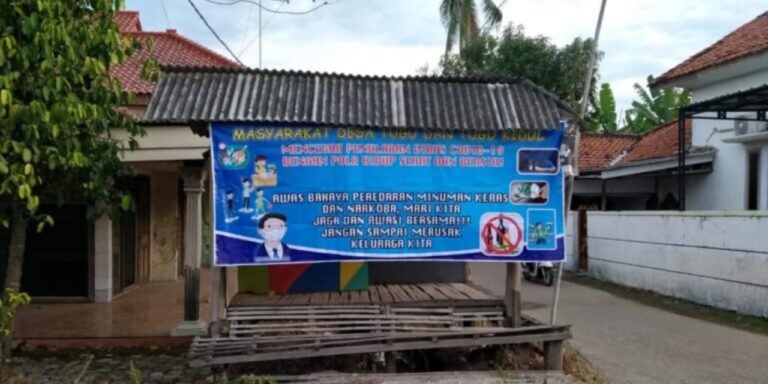 MASYARAKAT DESA TUGU DAN TUGU KIDUL
MENCEGAH PENULARAN VIRUS COVID-19
DENGAN POLA HIDUP SEHAT DAN BERSIH!
AWAS BAHAYA PEREDARAN MINUMAN KERAS
DAN NARKOBA, MARI KITA
JAGA DAN AWASI BERSAMA!!!
JANGAN SAMPAI MERUSAK
KELUARGA KITA